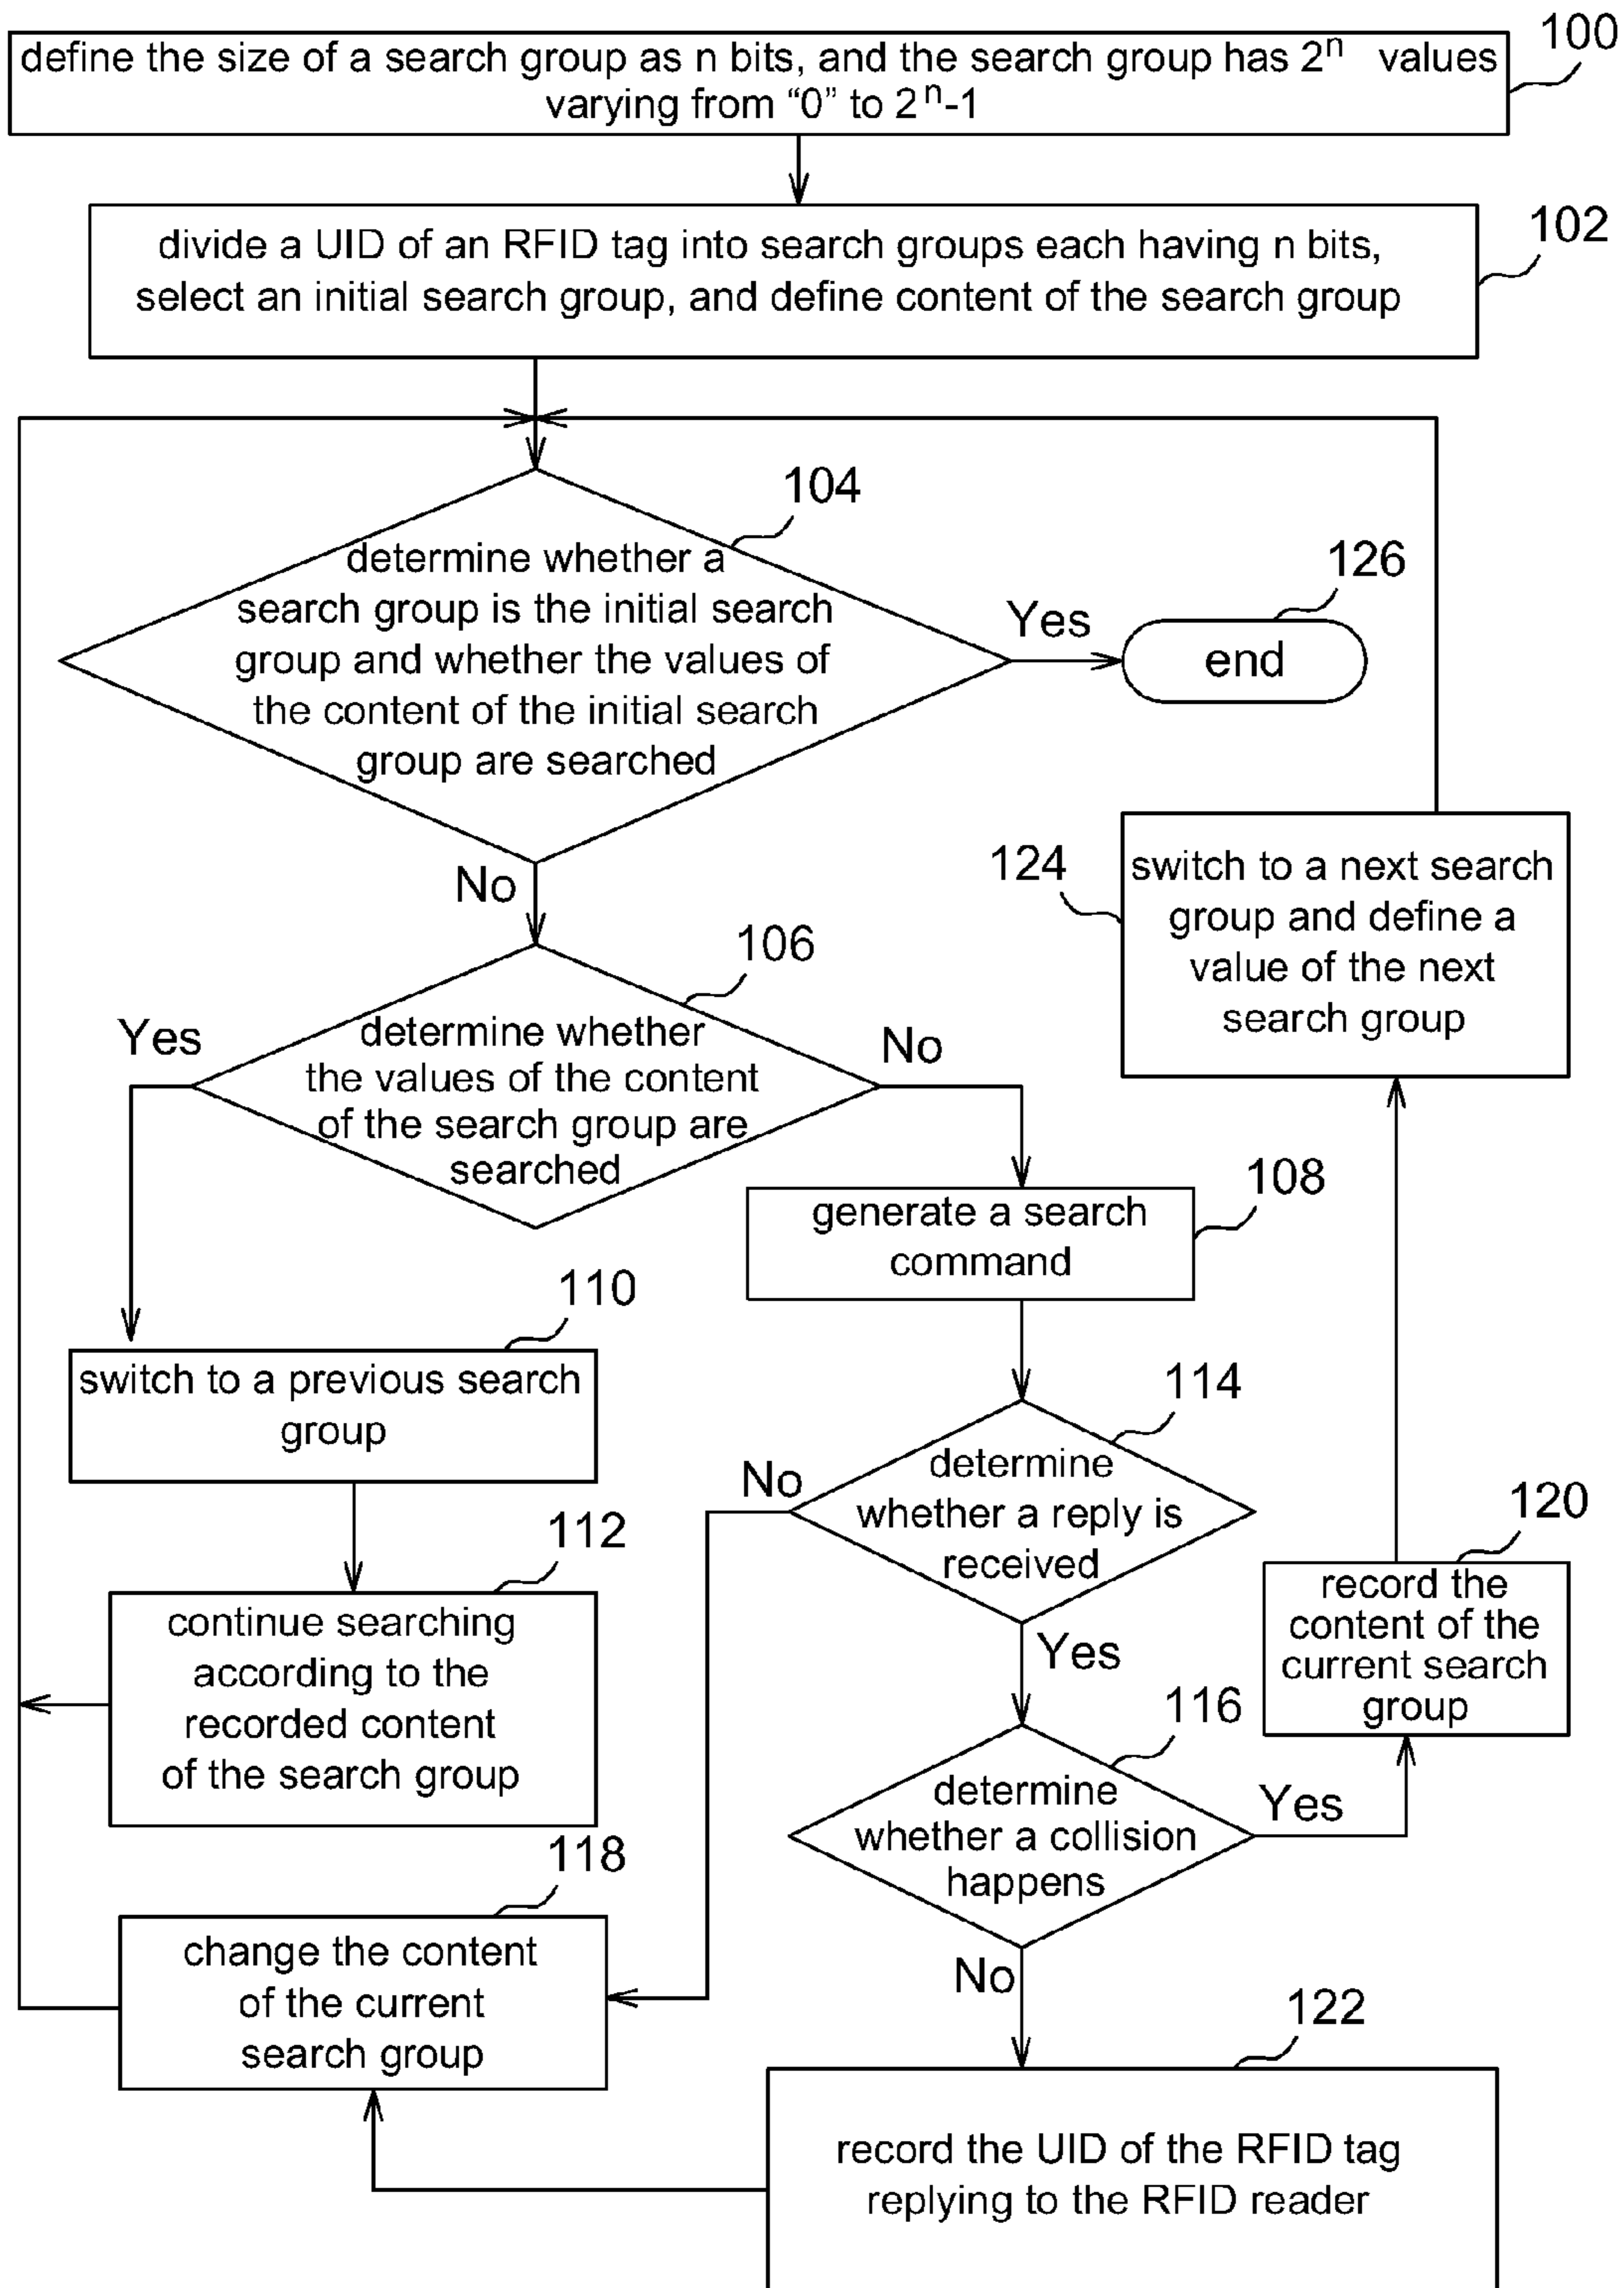 100
define the size of a search group as n bits, and the search group has 2^n values
varying from “0” to 2^n-1
102
divide a UID of an RFID tag into search groups each having n bits,
select an initial search group, and define content of the search group
104
determine whether a
search group is the initial search
group and whether the values of
the content of the initial search
group are searched
Yes
126
end
No
106
determine whether
the values of the content
of the search group are
searched
Yes
No
124
switch to a next search
group and define a
value of the next
search group
108
generate a search
command
110
switch to a previous search
group
114
determine
whether a reply is
received
No
Yes
112
continue searching
according to the
recorded content
of the search group
120
record the
content of the
current search
group
116
determine
whether a collision
happens
Yes
No
118
change the content
of the current
search group
122
record the UID of the RFID tag
replying to the RFID reader